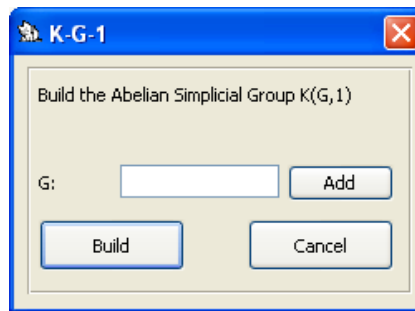 K-G-1
Build the Abelian Simplicial Group K(G,1)
G:
Add
Build
Cancel